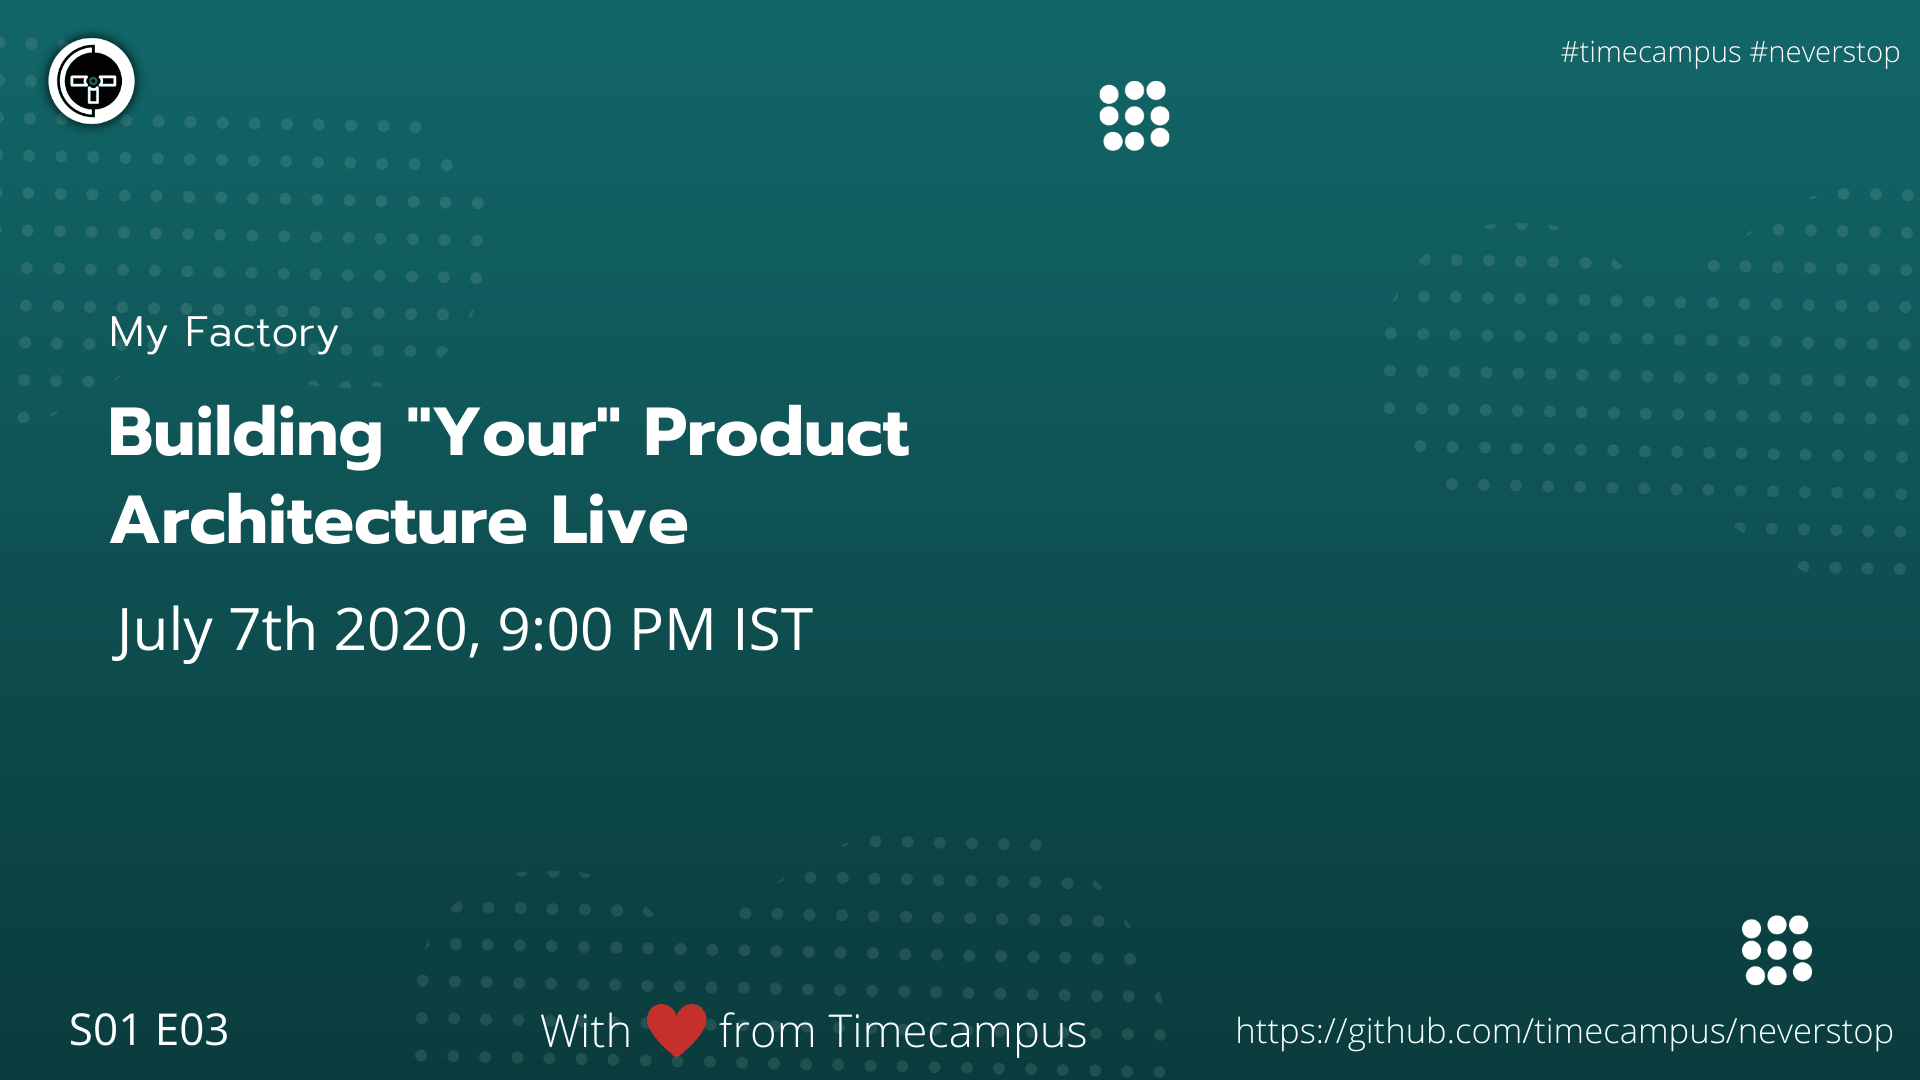 #timecampus #neverstop
My Factory
Building "Your" Product
Architecture Live
July 7th 2020, 9:00 PM IST
S01 E03
With ❤ from Timecampus
https://github.com/timecampus/neverstop